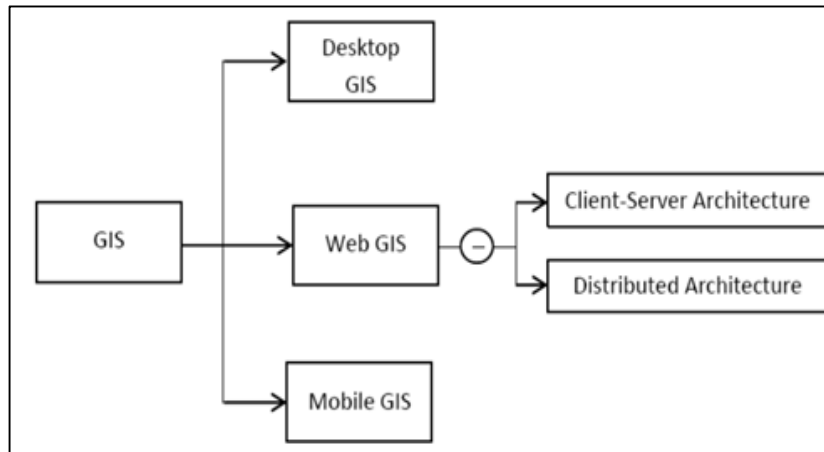 Desktop
GIS
GIS
Web GIS
Client-Server Architecture
Distributed Architecture
Mobile GIS